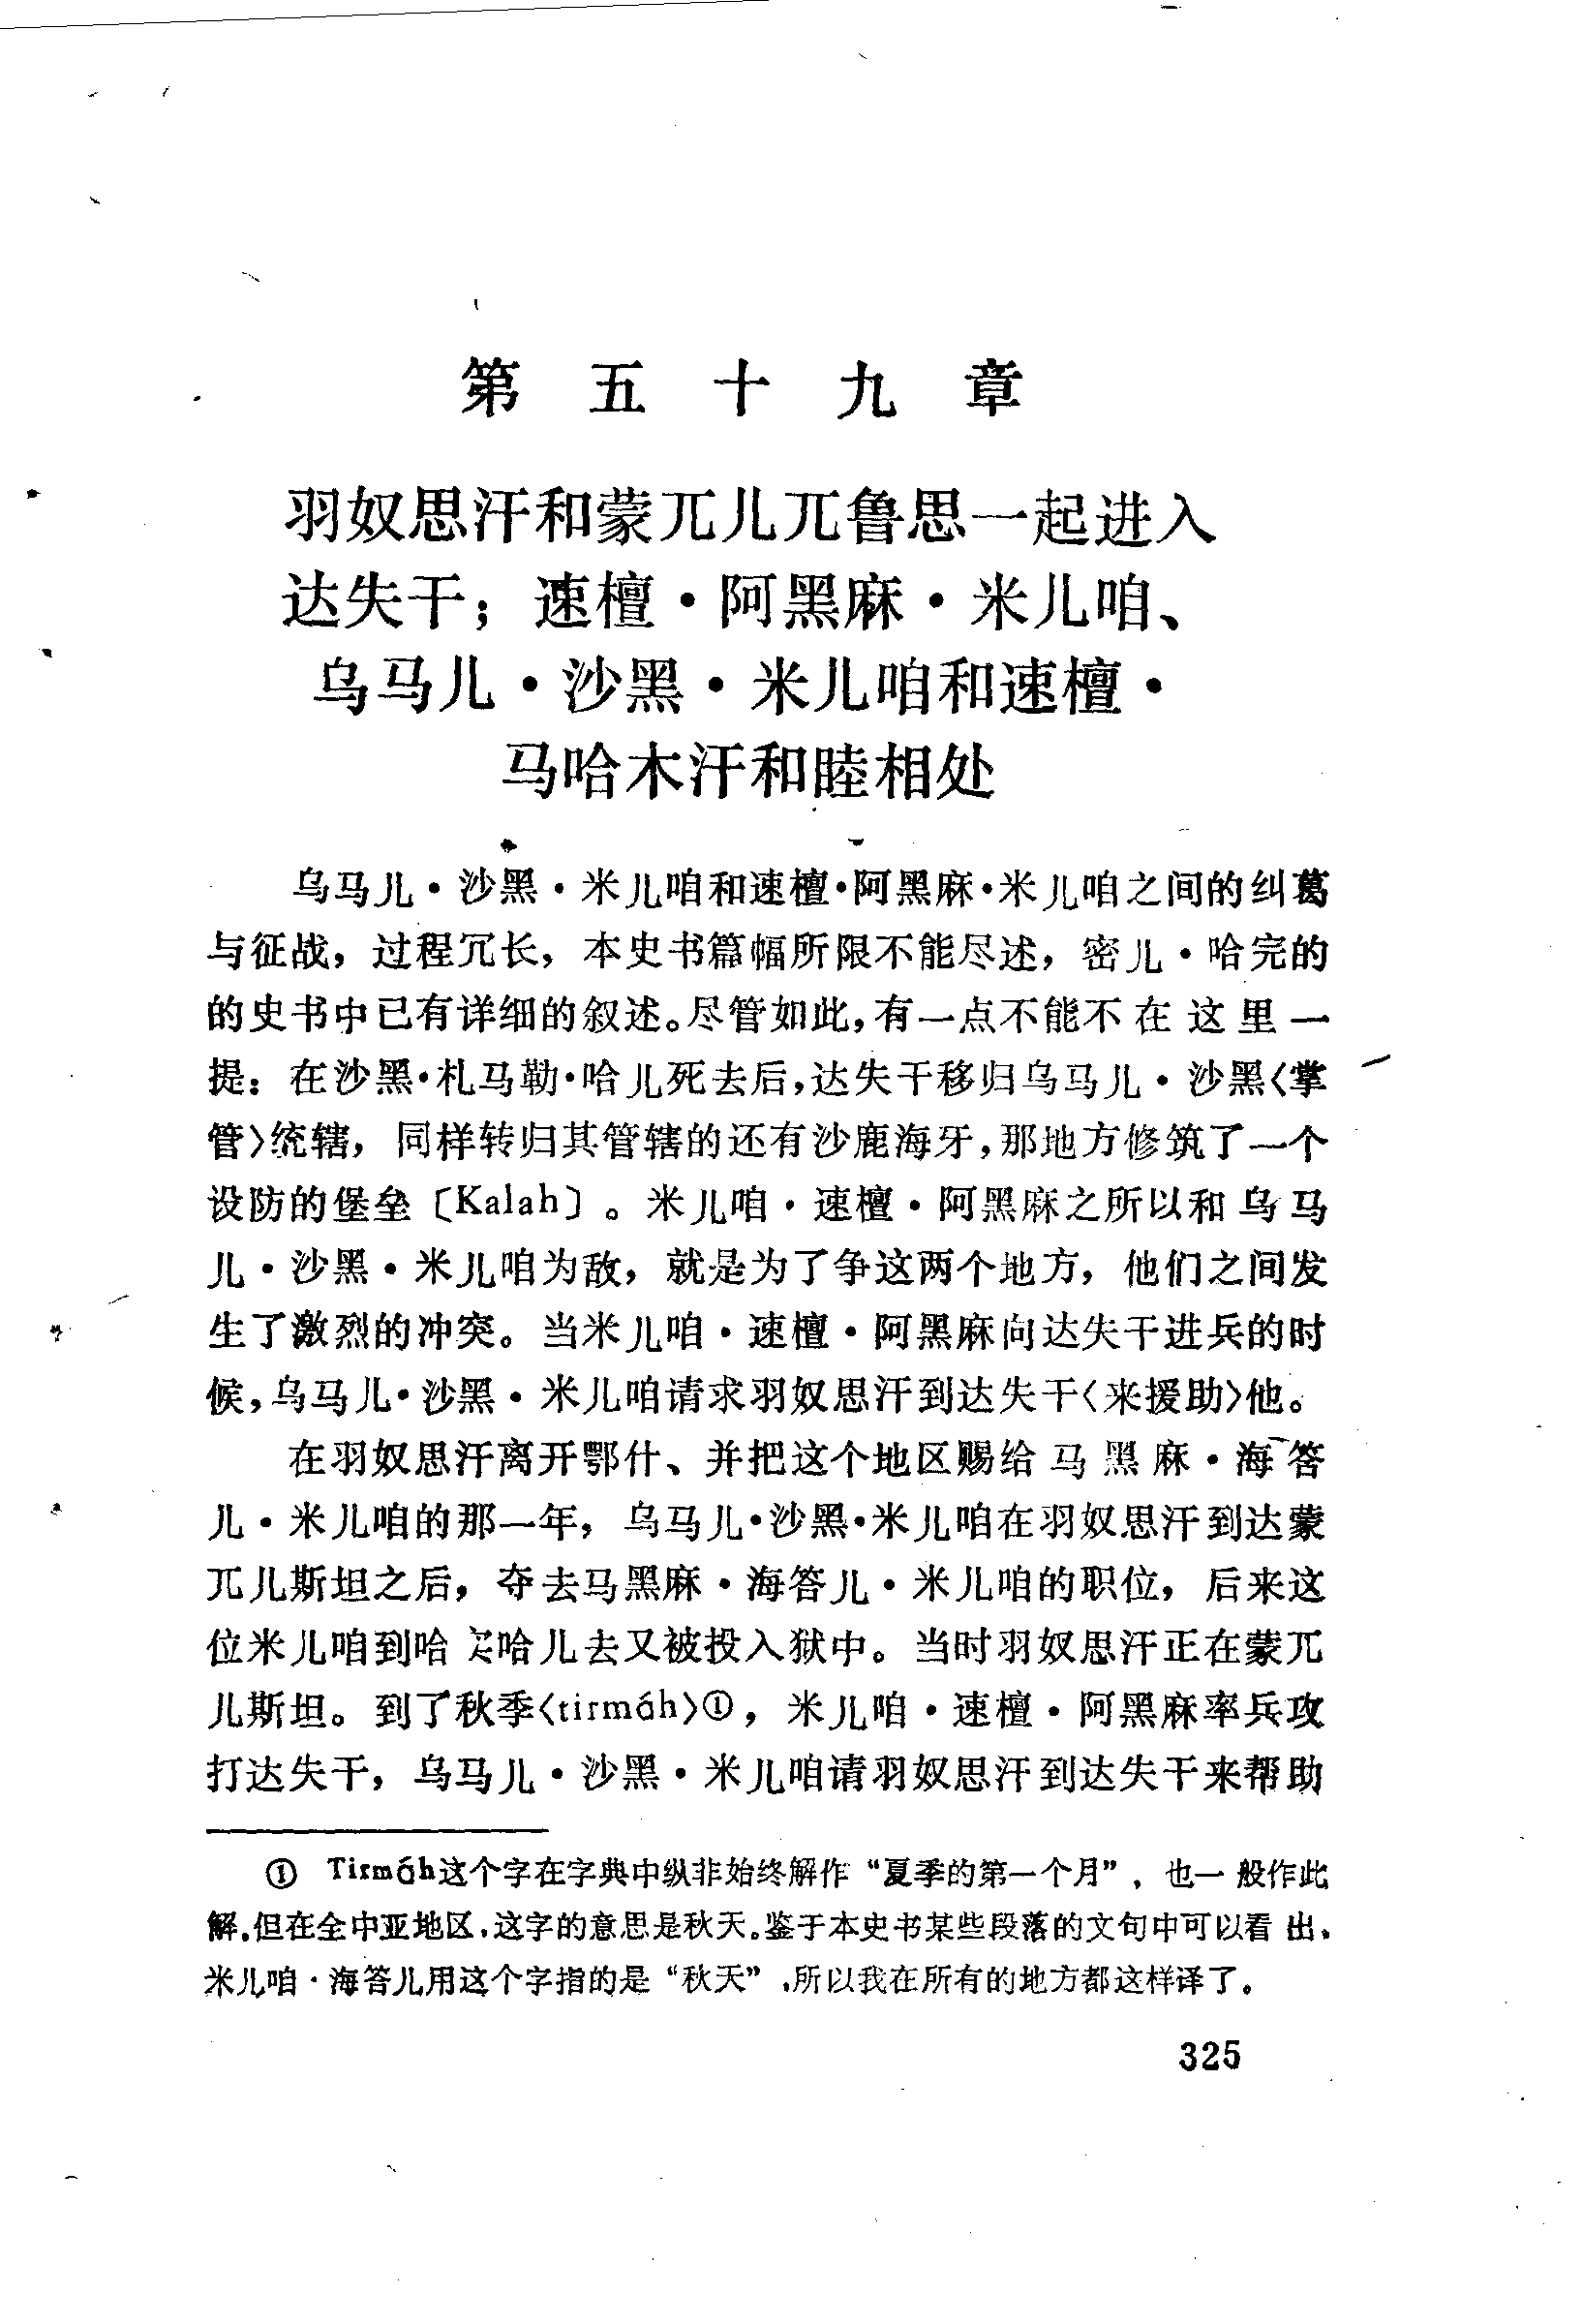 第五十九章
羽奴思汗和蒙兀儿兀鲁思一起进入
达失干；速檀·阿黑麻·米儿咱、
乌马儿·沙黑·米儿咱和速檀·
马哈木汗和睦相处
乌马儿·沙黑·米儿咱和速檀·阿黑麻·米儿咱之间的纠葛
与征战，过程冗长，本史书篇幅所限不能尽述，密儿·哈完的
的史书中已有详细的叙述。尽管如此，有一点不能不在这里一
提：在沙黑·札马勒·哈儿死去后，达失干移归乌马儿·沙黑〈掌
管〉统辖，同样转归其管辖的还有沙鹿海牙，那地方修筑了一个
设防的堡垒〔Kalah〕。米儿咱·速檀·阿黑麻之所以和乌马
儿·沙黑·米儿咱为敌，就是为了争这两个地方，他们之间发
生了激烈的冲突。当米儿咱·速檀·阿黑麻向达失干进兵的时
候，乌马儿·沙黑·米儿咱请求羽奴思汗到达失干〈来援助〉他。
在羽奴思汗离开鄂什、并把这个地区赐给马黑麻·海答
儿·米儿咱的那一年，乌马儿·沙黑·米儿咱在羽奴思汗到达蒙
兀儿斯坦之后，夺去马黑麻·海答儿·米儿咱的职位，后来这
位米儿咱到哈实哈儿去又被投入狱中。当时羽奴思汗正在蒙兀
儿斯坦。到了秋季〈tirmáh〉①，米儿咱·速檀·阿黑麻率兵攻
打达失干，乌马儿·沙黑·米儿咱请羽奴思汗到达失干来帮助
① Tirmáh这个字在字典中纵非始终解作“夏季的第一个月”，也一般作此
解，但在全中亚地区，这字的意思是秋天。鉴于本史书某些段落的文句中可以看出，
米儿咱·海答儿用这个字指的是“秋天”，所以我在所有的地方都这样译了。
325